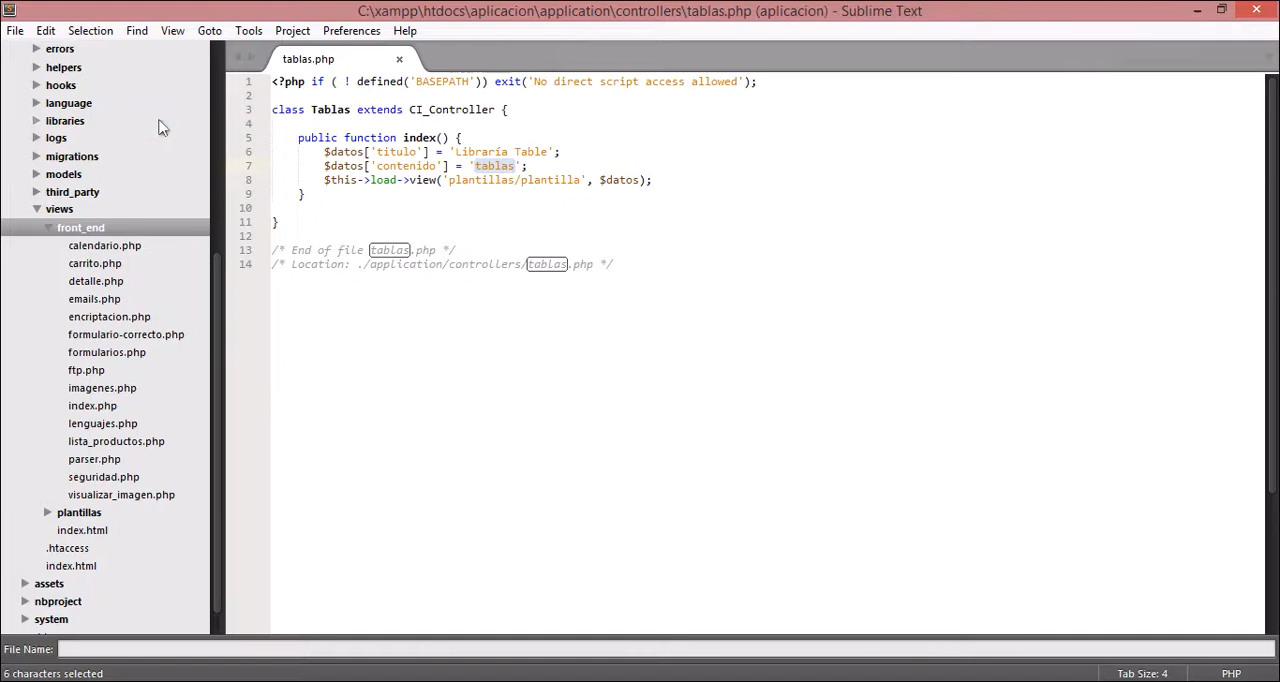 C:\xampp\htdocs\aplicacion\application\controllers\tablas.php (aplicacion) - Sublime Text
File Edit Selection Find View Goto Tools Project Preferences Help
errors
helpers
hooks
language
libraries
logs
migrations
models
third_party
views
front_end
calendario.php
carrito.php
detalle.php
emails.php
encriptacion.php
formulario-correcto.php
formularios.php
ftp.php
imagenes.php
index.php
lenguajes.php
lista_productos.php
parser.php
seguridad.php
visualizar_imagen.php
plantillas
index.html
.htaccess
index.html
assets
nbproject
system
tablas.php ×
1 <?php if ( ! defined('BASEPATH')) exit('No direct script access allowed');
2
3 class Tablas extends CI_Controller {
4
5 public function index() {
6 $datos['titulo'] = 'Libraría Table';
7 $datos['contenido'] = 'tablas';
8 $this->load->view('plantillas/plantilla', $datos);
9 }
10
11 }
12
13 /* End of file tablas.php */
14 /* Location: ./application/controllers/tablas.php */
File Name:
6 characters selected Tab Size: 4 PHP